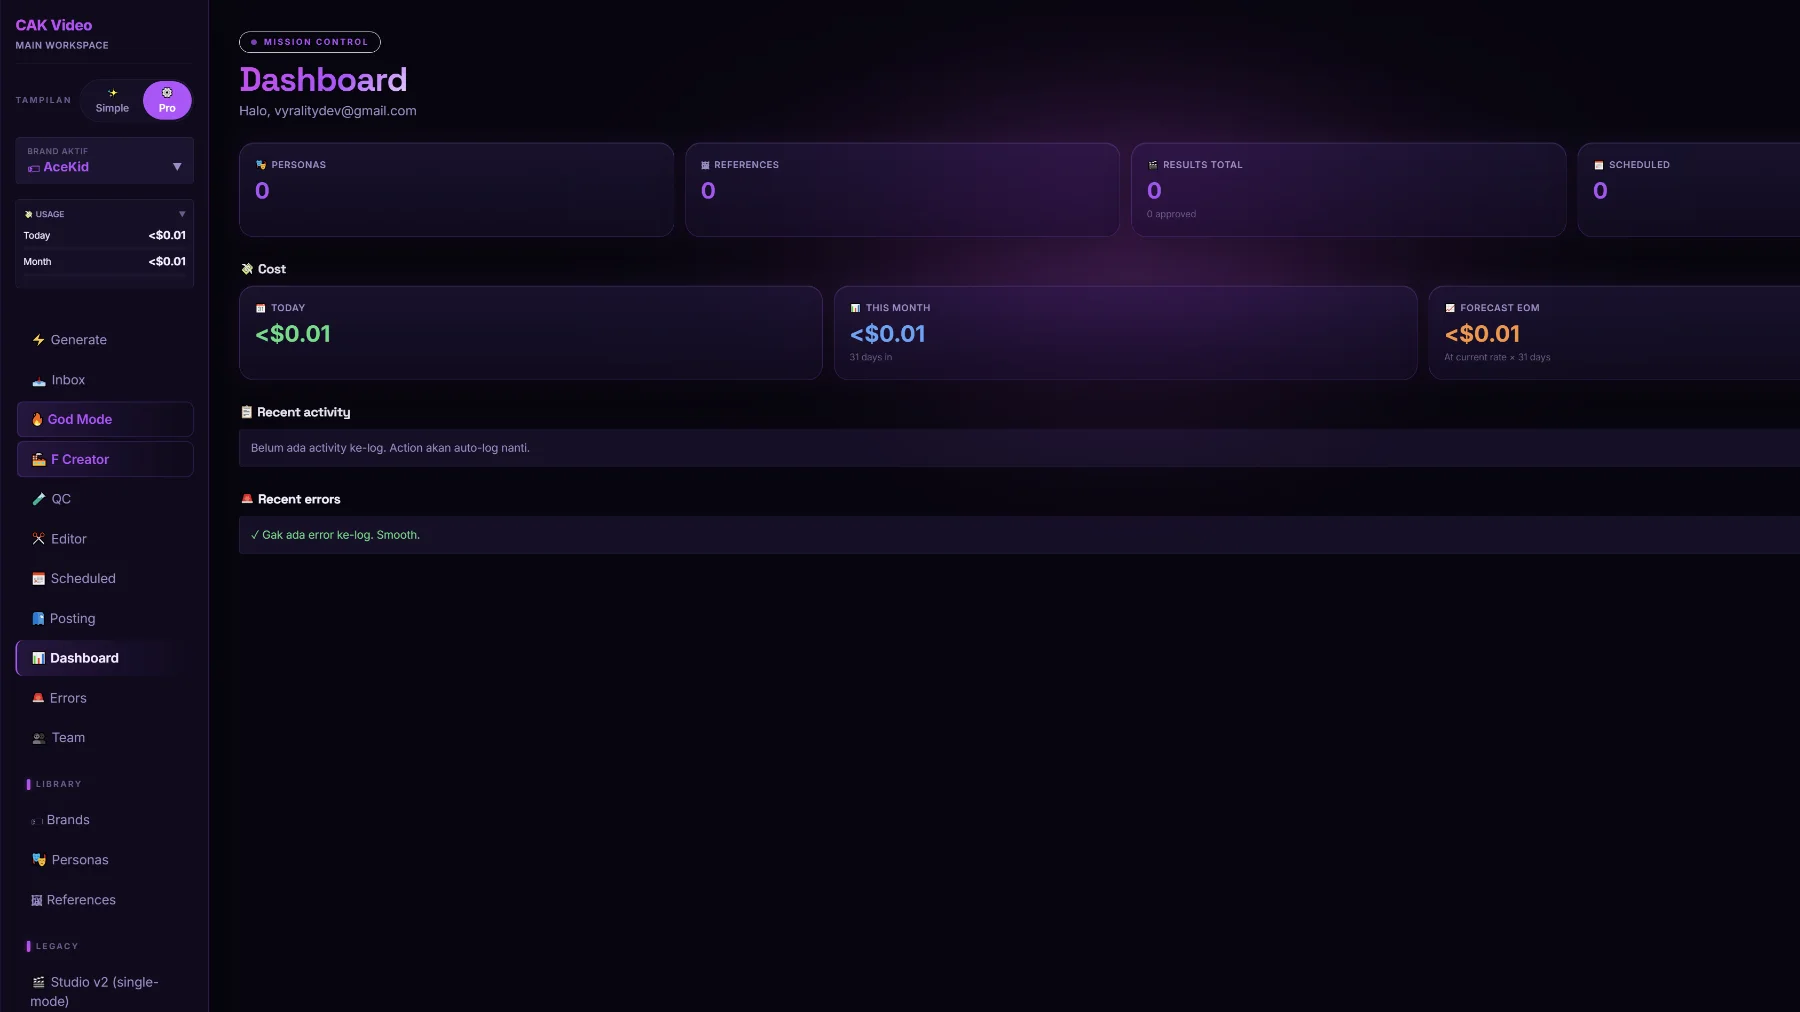 CAK Video
MAIN WORKSPACE
TAMPILAN
Simple
Pro
BRAND AKTIF
AceKid
USAGE
Today <$0.01
Month <$0.01
Generate
Inbox
God Mode
F Creator
QC
Editor
Scheduled
Posting
Dashboard
Errors
Team
LIBRARY
Brands
Personas
References
LEGACY
Studio v2 (single-
mode)
MISSION CONTROL
Dashboard
Halo, vyralitydev@gmail.com
PERSONAS
0
REFERENCES
0
RESULTS TOTAL
0
0 approved
SCHEDULED
0
Cost
TODAY
<$0.01
THIS MONTH
<$0.01
31 days in
FORECAST EOM
<$0.01
At current rate × 31 days
Recent activity
Belum ada activity ke-log. Action akan auto-log nanti.
Recent errors
✓ Gak ada error ke-log. Smooth.